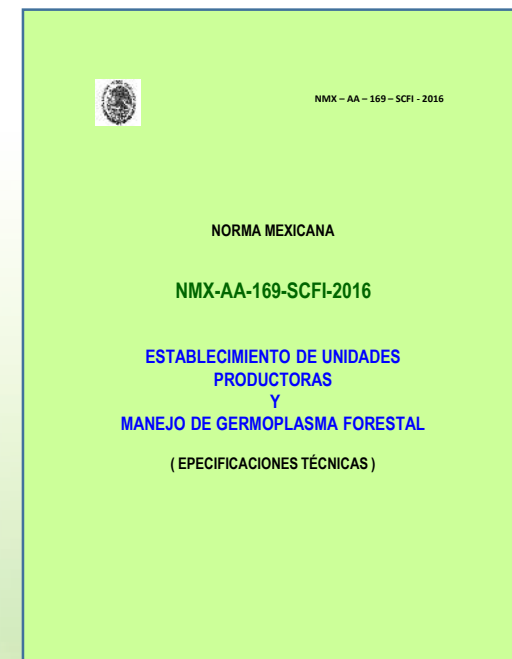 NMX – AA – 169 – SCFI - 2016
NORMA MEXICANA
NMX-AA-169-SCFI-2016
ESTABLECIMIENTO DE UNIDADES
PRODUCTORAS
Y
MANEJO DE GERMOPLASMA FORESTAL
( EPECIFICACIONES TÉCNICAS )